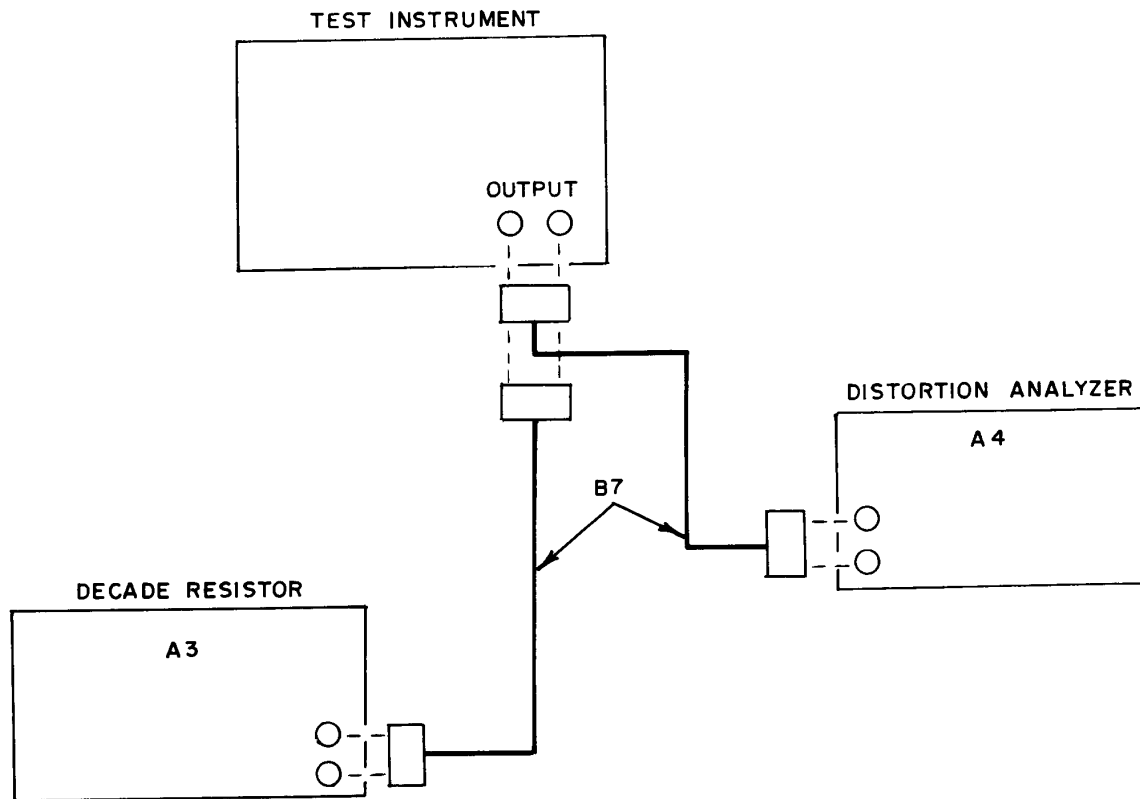 TEST INSTRUMENT
OUTPUT
DISTORTION ANALYZER
A4
B7
DECADE RESISTOR
A3